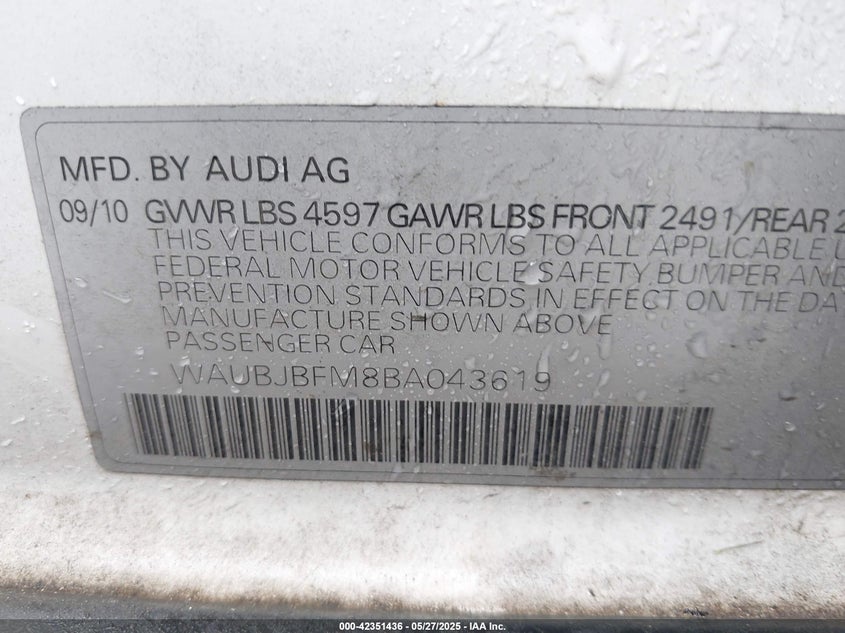 MFD. BY AUDI AG
09/10 GVWR LBS 4597 GAWR LBS FRONT 2491/REAR 2
THIS VEHICLE CONFORMS TO ALL APPLICABLE U
FEDERAL MOTOR VEHICLE SAFETY BUMPER AND
PREVENTION STANDARDS IN EFFECT ON THE DA
MANUFACTURE SHOWN ABOVE
PASSENGER CAR
WAUBJBFM8BA043619
000-42351436 - 05/27/2025 - IAA Inc.